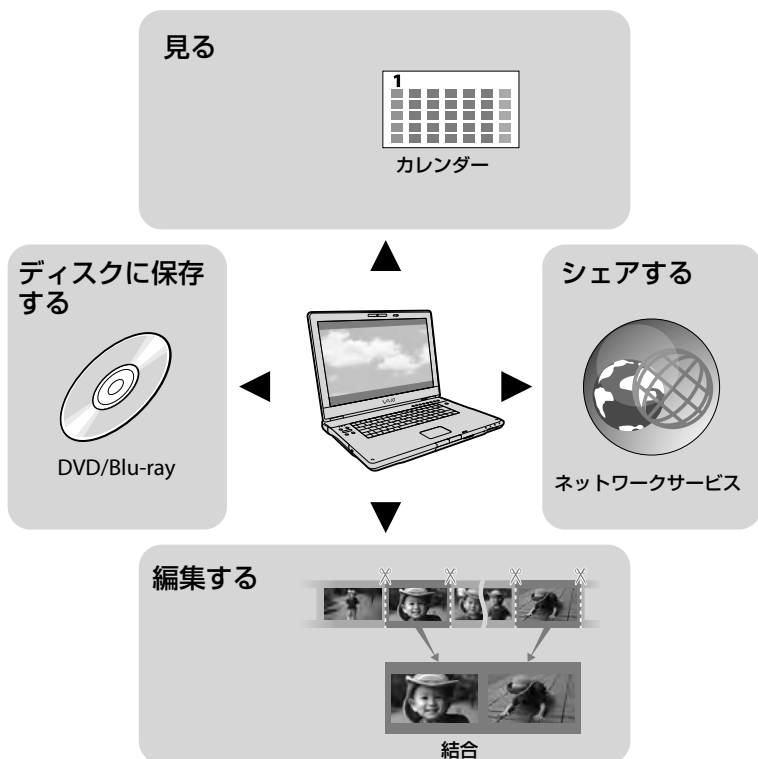 見る
1
カレンダー
ディスクに保存
する
DVD/Blu-ray
シェアする
ネットワークサービス
VAIO
編集する
結合